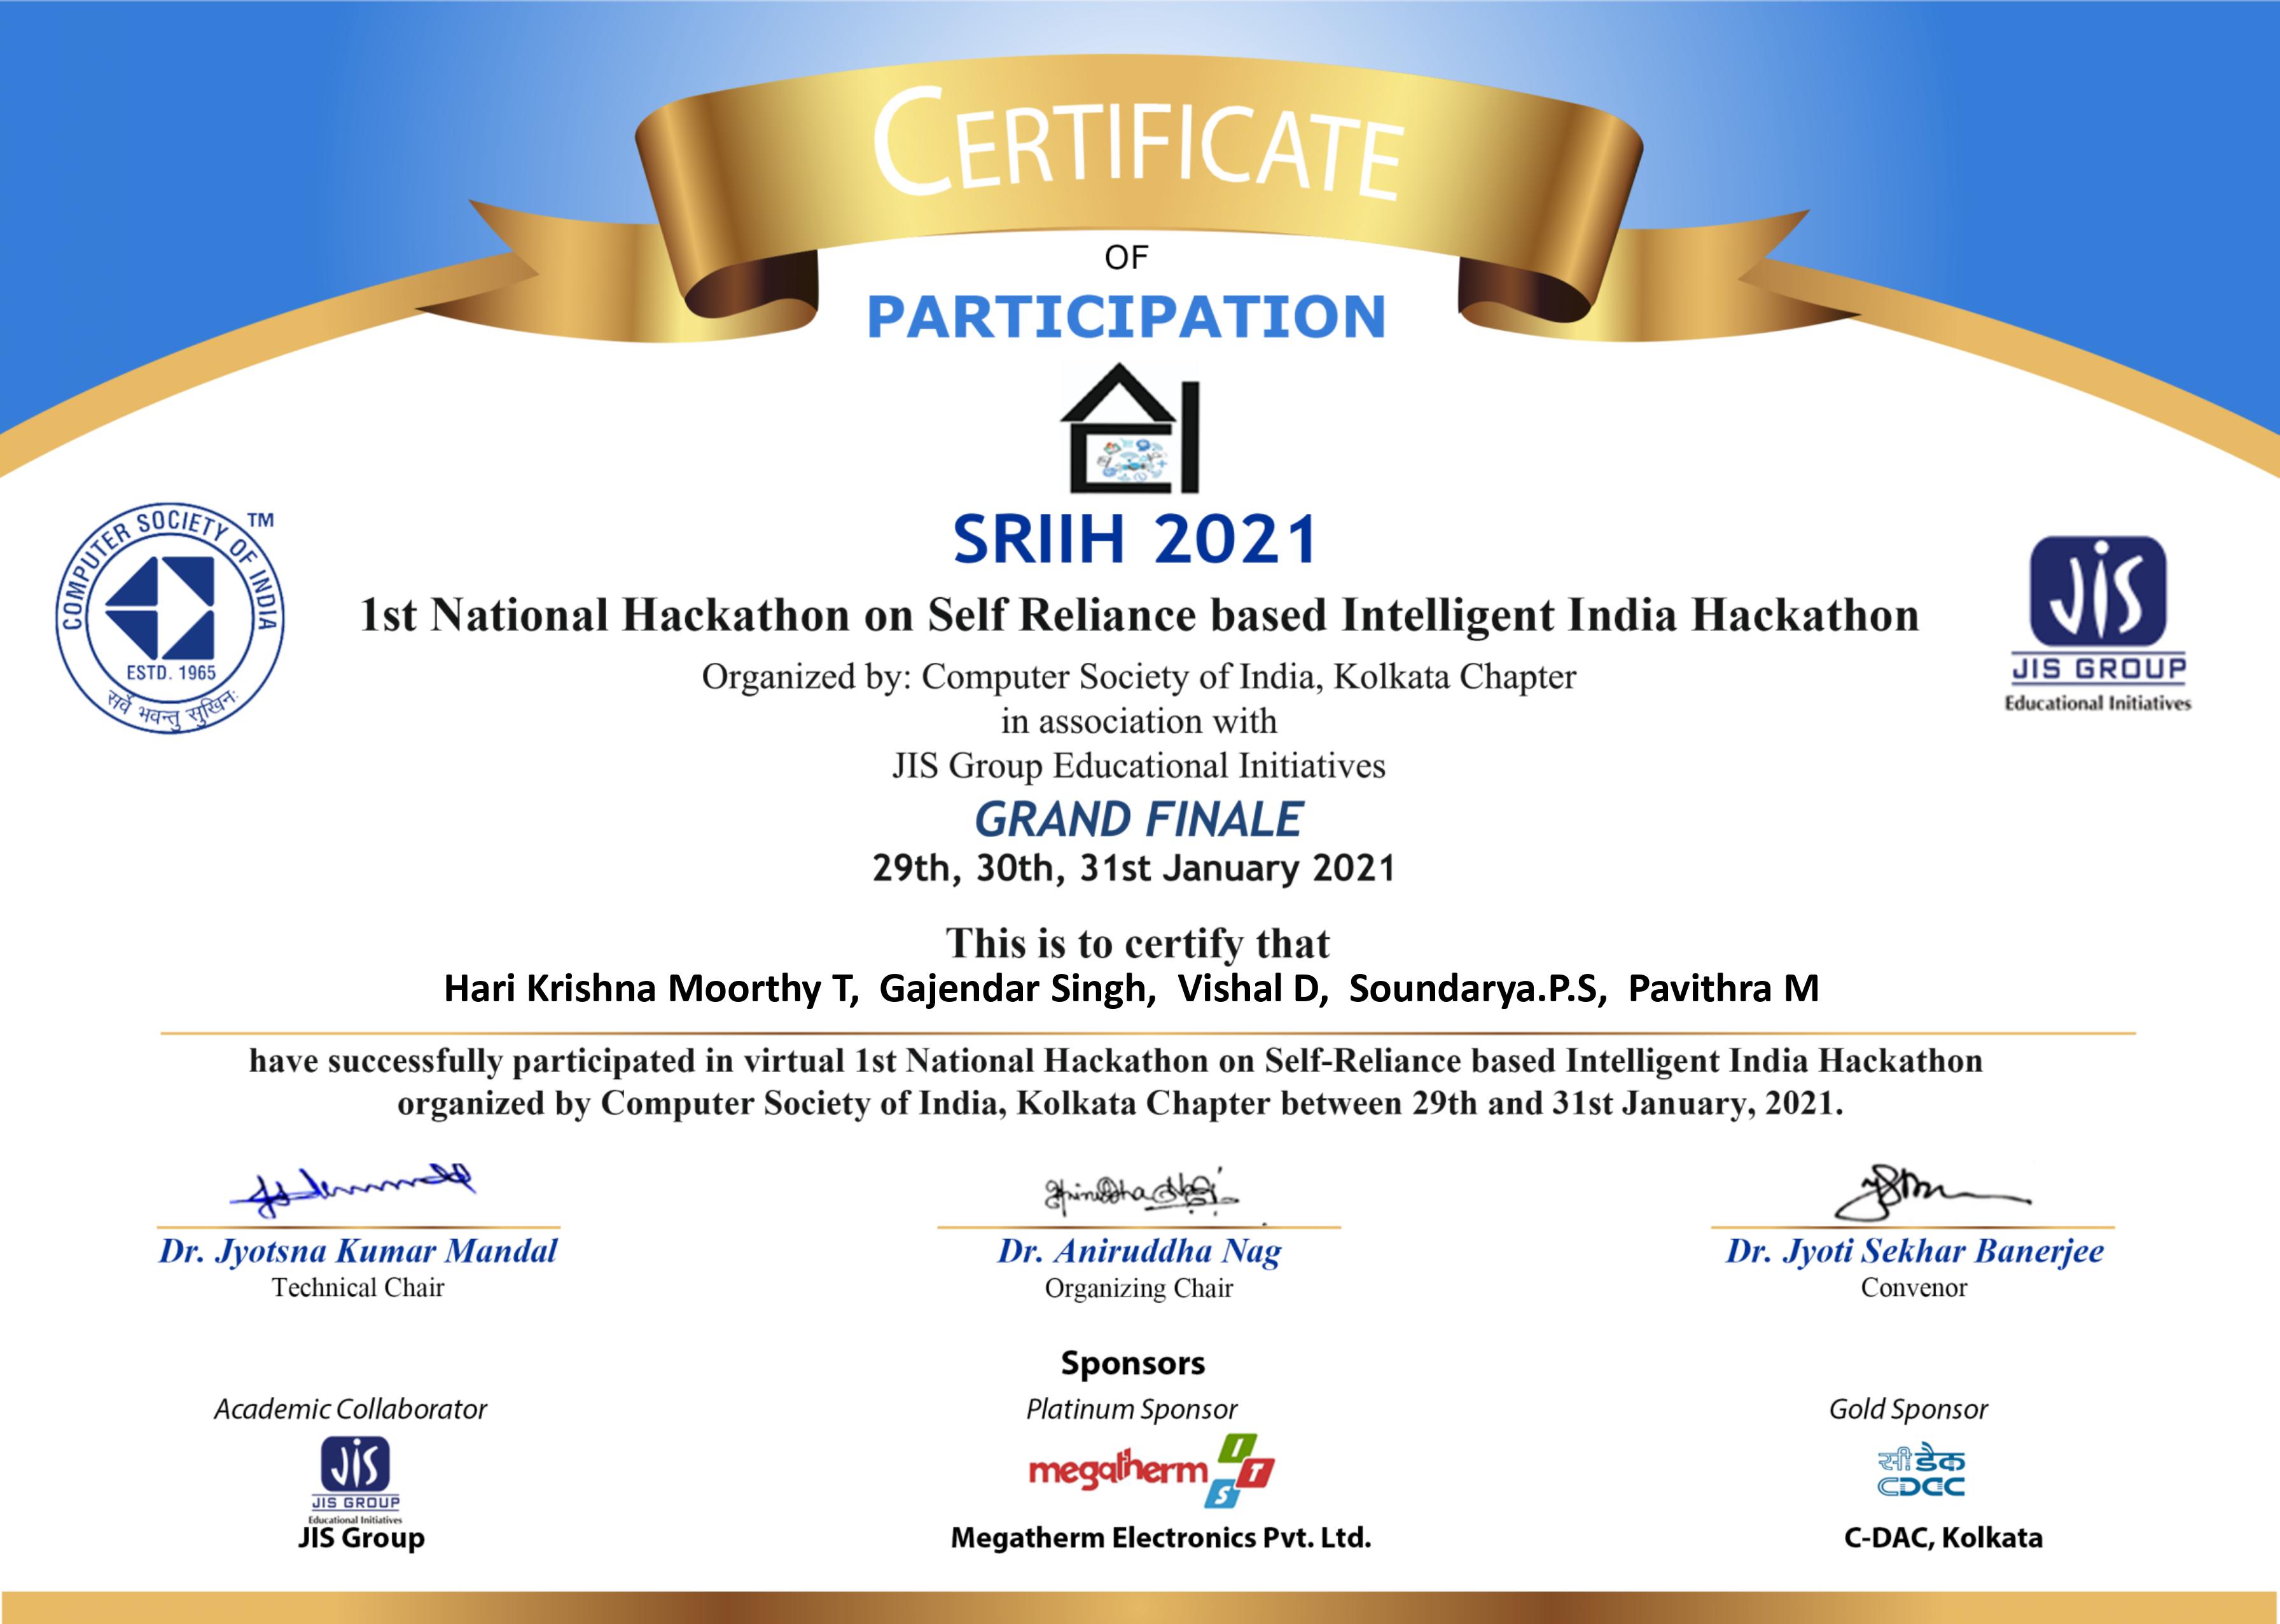 CERTIFICATE
OF
PARTICIPATION
SRIIH 2021
COMPUTER SOCIETY OF INDIA TM
ESTD. 1965
सर्वे भवन्तु सुखिनः
1st National Hackathon on Self Reliance based Intelligent India Hackathon
JIS
JIS GROUP
Educational Initiatives
Organized by: Computer Society of India, Kolkata Chapter
in association with
JIS Group Educational Initiatives
GRAND FINALE
29th, 30th, 31st January 2021
This is to certify that
Hari Krishna Moorthy T, Gajendar Singh, Vishal D, Soundarya.P.S, Pavithra M
have successfully participated in virtual 1st National Hackathon on Self-Reliance based Intelligent India Hackathon
organized by Computer Society of India, Kolkata Chapter between 29th and 31st January, 2021.
Dr. Jyotsna Kumar Mandal
Technical Chair
Dr. Aniruddha Nag
Organizing Chair
Dr. Jyoti Sekhar Banerjee
Convenor
Sponsors
Academic Collaborator
JIS
JIS GROUP
Educational Initiatives
JIS Group
Platinum Sponsor
megatherm ITS
Megatherm Electronics Pvt. Ltd.
Gold Sponsor
सी डैक
CDAC
C-DAC, Kolkata